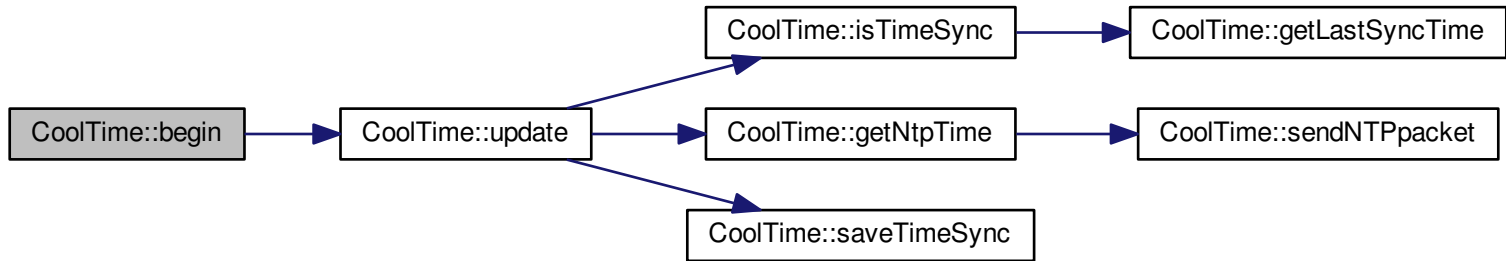 CoolTime::begin
CoolTime::update
CoolTime::isTimeSync
CoolTime::getLastSyncTime
CoolTime::getNtpTime
CoolTime::sendNTPpacket
CoolTime::saveTimeSync